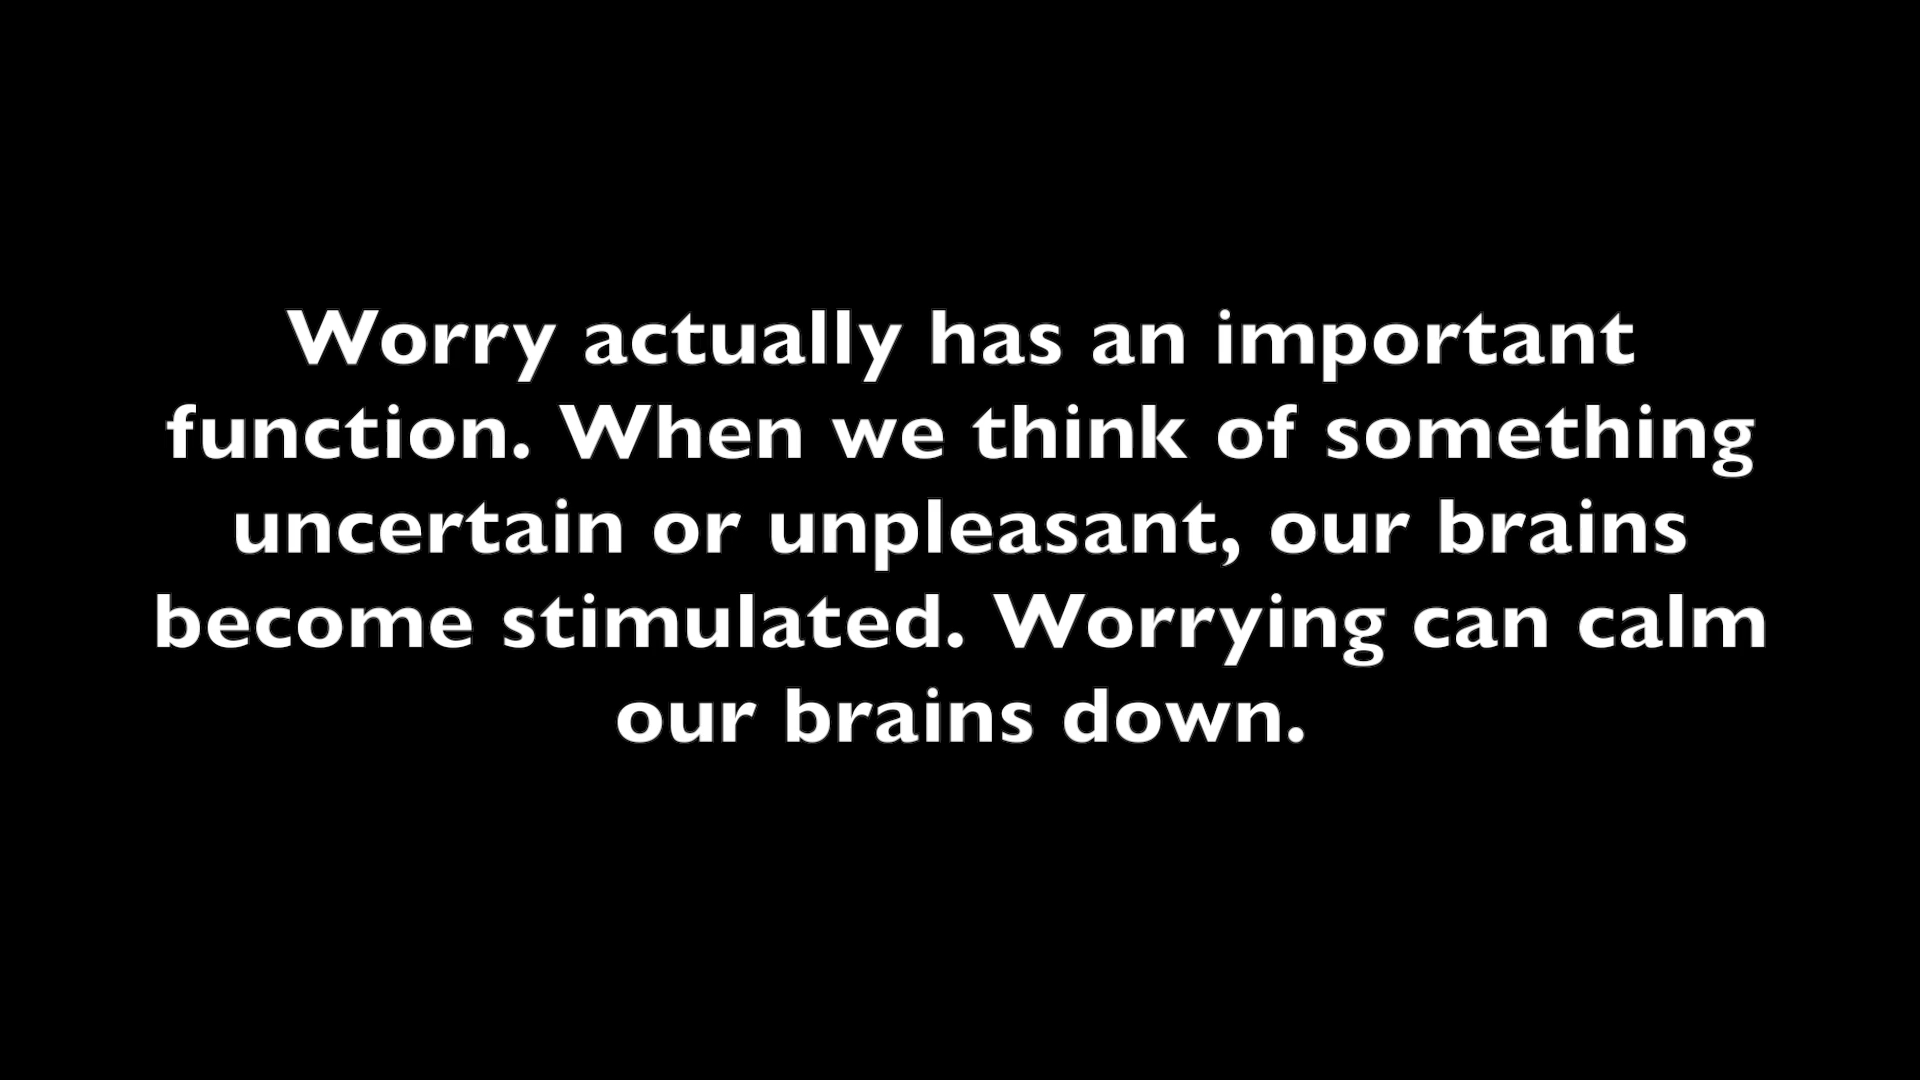 Worry actually has an important
function. When we think of something
uncertain or unpleasant, our brains
become stimulated. Worrying can calm
our brains down.